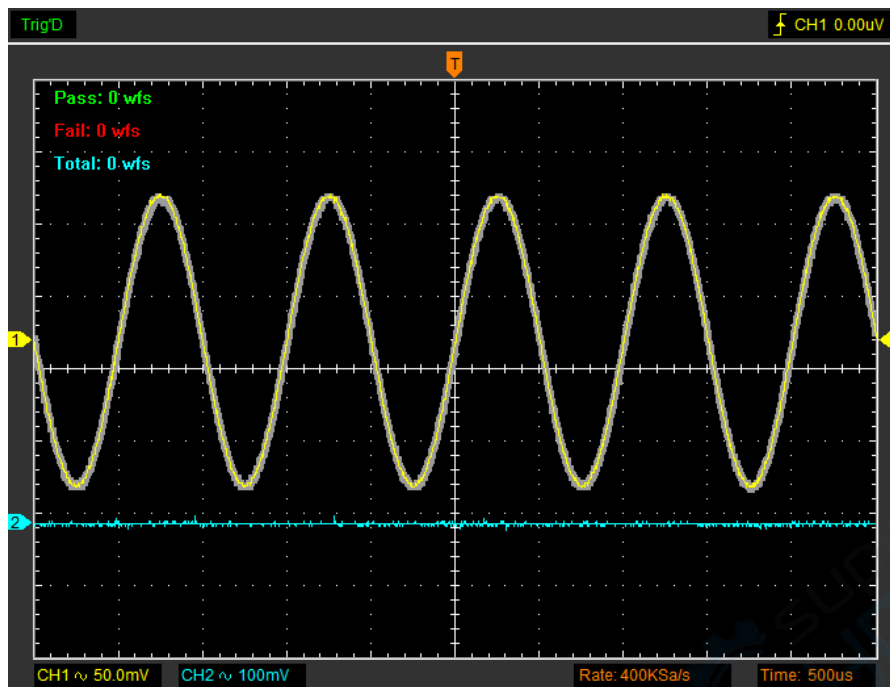 Trig'D CH1 0.00uV
T
Pass: 0 wfs
Fail: 0 wfs
Total: 0 wfs
1
2
CH1 ∿ 50.0mV CH2 ∿ 100mV Rate: 400KSa/s Time: 500us